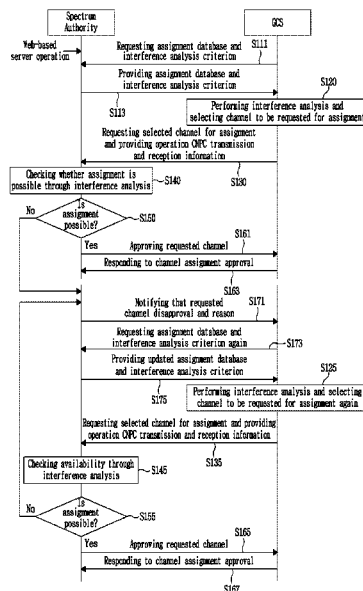 Spectrum
Authority
GCS
Web-based
server operation
Requesting assignment database and
interference analysis criterion
S111
Providing assignment database and
interference analysis criterion
S113
S120
Performing interference analysis and
selecting channel to be requested for assignment
Requesting selected channel for assignment
and providing operation CNPC transmission
and reception information
S130
Checking whether assignment is
possible through interference analysis
S140
Is
assignment
possible?
S150
No
Yes
Approving requested channel
S161
Responding to channel assignment approval
S163
Notifying that requested
channel disapproval and reason
S171
Requesting assignment database and
interference analysis criterion again
S173
Providing updated assignment database
and interference analysis criterion
S175
S125
Performing interference analysis and selecting
channel to be requested for assignment again
Requesting selected channel for assignment and providing
operation CNPC transmission and reception information
S135
Checking availability through
interference analysis
S145
Is
assignment
possible?
S155
No
Yes
Approving requested channel
S165
Responding to channel assignment approval
S167